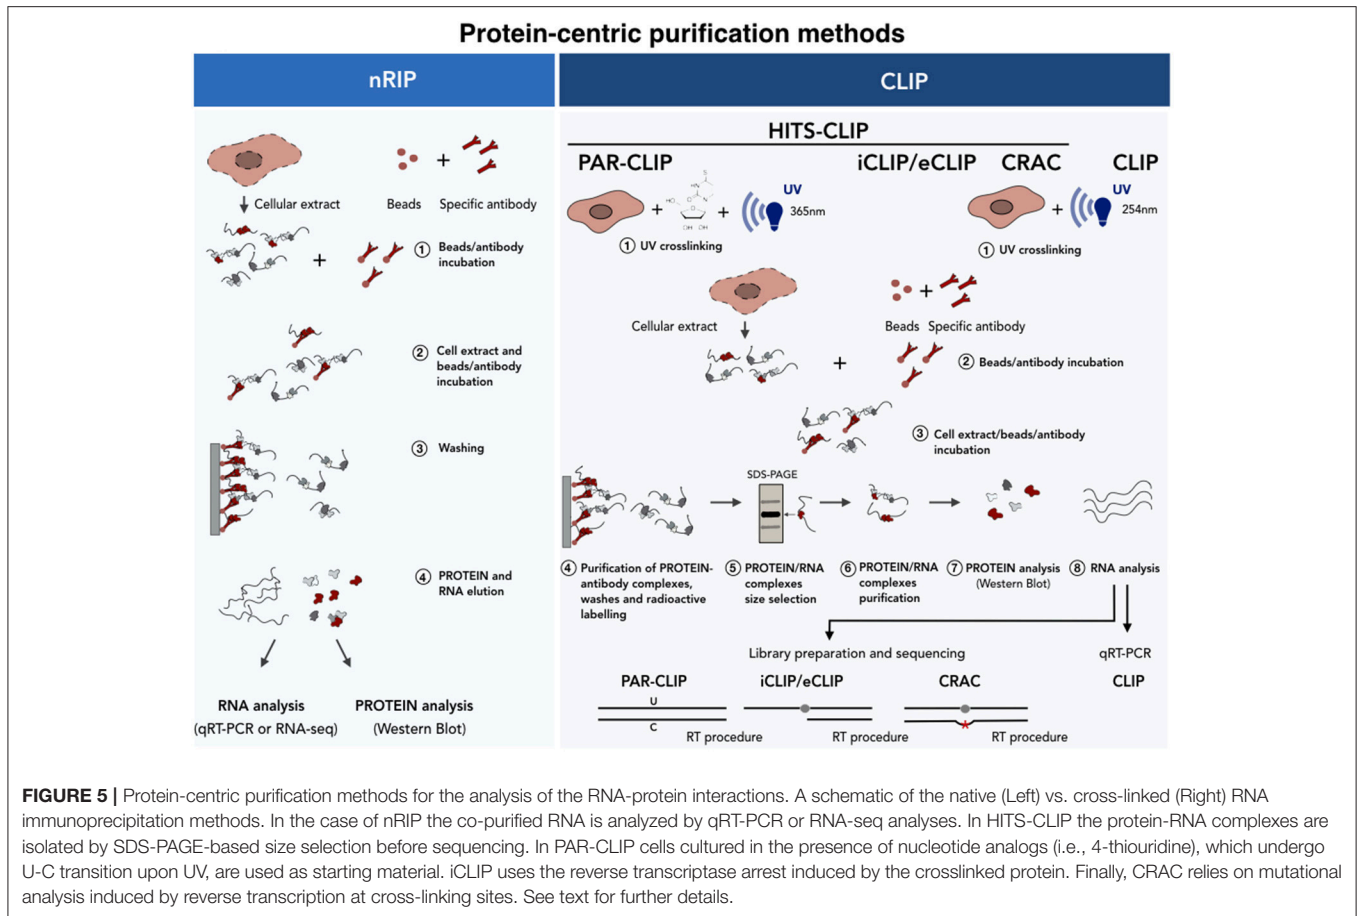 Protein-centric purification methods
nRIP
Cellular extract
+
Beads
Specific antibody
+
1 Beads/antibody
incubation
2 Cell extract and
beads/antibody
incubation
3 Washing
4 PROTEIN and
RNA elution
RNA analysis
(qRT-PCR or RNA-seq)
PROTEIN analysis
(Western Blot)
CLIP
HITS-CLIP
PAR-CLIP
iCLIP/eCLIP
CRAC
CLIP
+
+
UV
365nm
1 UV crosslinking
+
UV
254nm
1 UV crosslinking
Cellular extract
+
Beads
Specific antibody
+
2 Beads/antibody incubation
3 Cell extract/beads/antibody
incubation
SDS-PAGE
4 Purification of PROTEIN-
antibody complexes,
washes and radioactive
labelling
5 PROTEIN/RNA
complexes
size selection
6 PROTEIN/RNA
complexes
purification
7 PROTEIN analysis
(Western Blot)
8 RNA analysis
Library preparation and sequencing
qRT-PCR
PAR-CLIP
U
C
RT procedure
iCLIP/eCLIP
RT procedure
CRAC
RT procedure
CLIP
FIGURE 5 | Protein-centric purification methods for the analysis of the RNA-protein interactions. A schematic of the native (Left) vs. cross-linked (Right) RNA
immunoprecipitation methods. In the case of nRIP the co-purified RNA is analyzed by qRT-PCR or RNA-seq analyses. In HITS-CLIP the protein-RNA complexes are
isolated by SDS-PAGE-based size selection before sequencing. In PAR-CLIP cells cultured in the presence of nucleotide analogs (i.e., 4-thiouridine), which undergo
U-C transition upon UV, are used as starting material. iCLIP uses the reverse transcriptase arrest induced by the crosslinked protein. Finally, CRAC relies on mutational
analysis induced by reverse transcription at cross-linking sites. See text for further details.